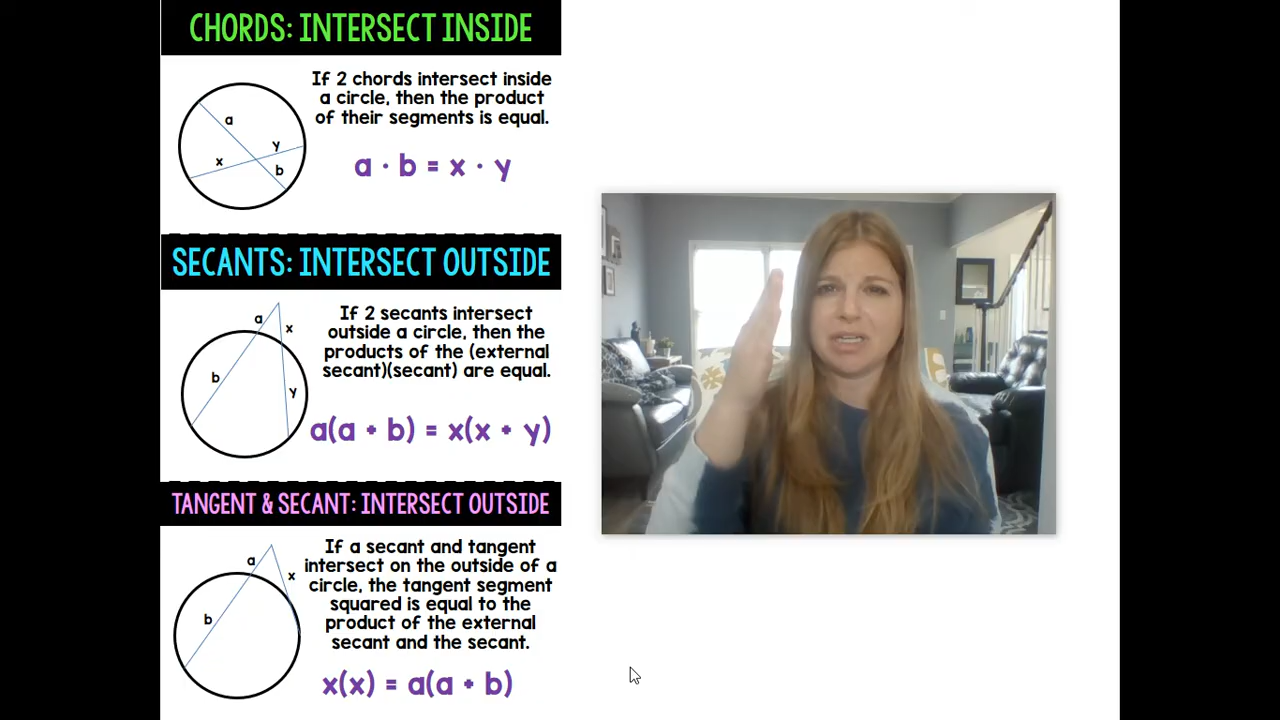 CHORDS: INTERSECT INSIDE
If 2 chords intersect inside
a circle, then the product
of their segments is equal.
a
y
x
b
a · b = x · y
SECANTS: INTERSECT OUTSIDE
If 2 secants intersect
outside a circle, then the
products of the (external
secant)(secant) are equal.
a
x
b
y
a(a + b) = x(x + y)
TANGENT & SECANT: INTERSECT OUTSIDE
If a secant and tangent
intersect on the outside of a
circle, the tangent segment
squared is equal to the
product of the external
secant and the secant.
a
x
b
x(x) = a(a + b)